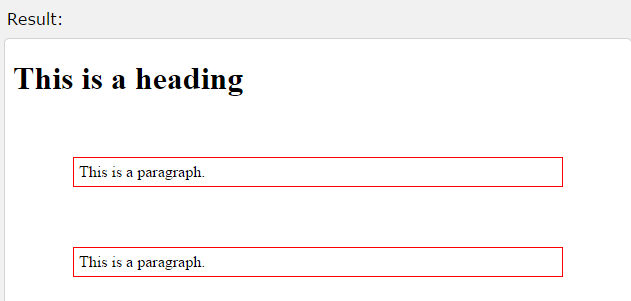 Result:
This is a heading
This is a paragraph.
This is a paragraph.